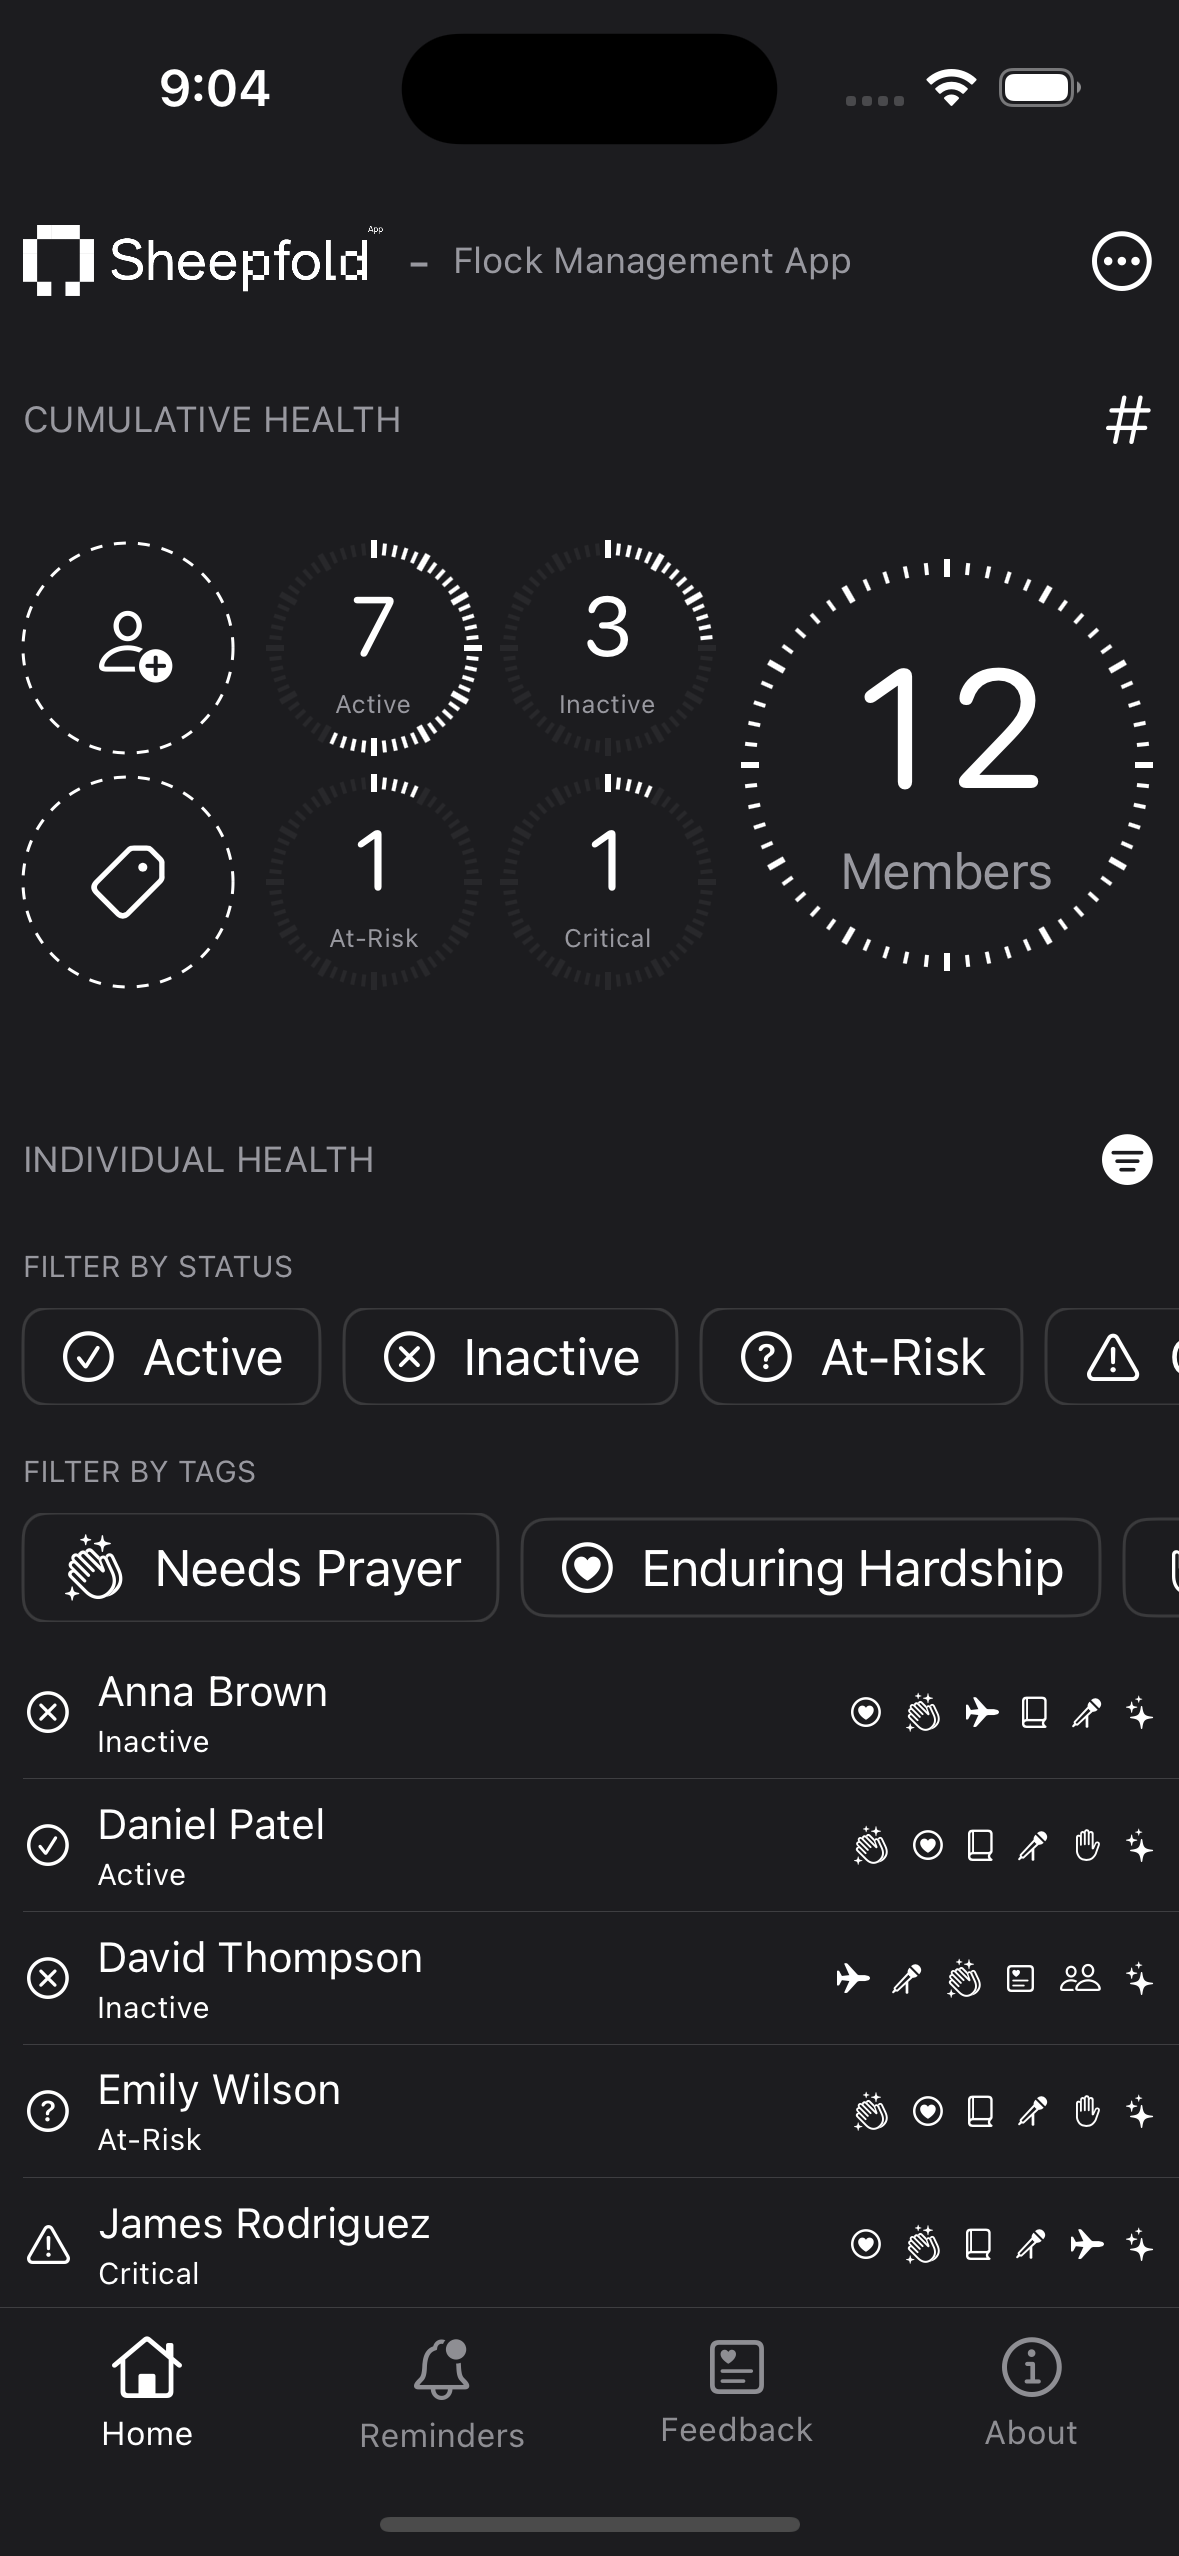 9:04
Sheepfold App - Flock Management App
CUMULATIVE HEALTH
#
7
Active
3
Inactive
12
Members
1
At-Risk
1
Critical
INDIVIDUAL HEALTH
FILTER BY STATUS
Active Inactive At-Risk
FILTER BY TAGS
Needs Prayer Enduring Hardship
Anna Brown
Inactive
Daniel Patel
Active
David Thompson
Inactive
Emily Wilson
At-Risk
James Rodriguez
Critical
Home Reminders Feedback About